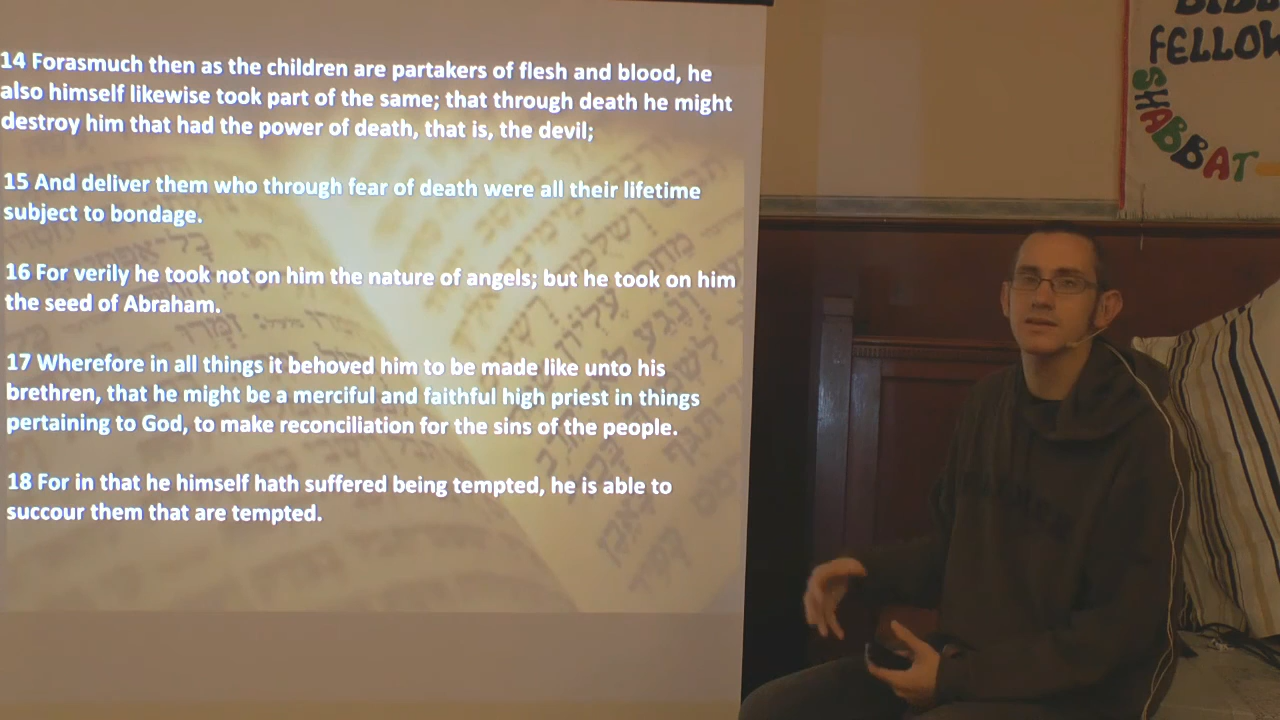 14 Forasmuch then as the children are partakers of flesh and blood, he
also himself likewise took part of the same; that through death he might
destroy him that had the power of death, that is, the devil;
15 And deliver them who through fear of death were all their lifetime
subject to bondage.
16 For verily he took not on him the nature of angels; but he took on him
the seed of Abraham.
17 Wherefore in all things it behoved him to be made like unto his
brethren, that he might be a merciful and faithful high priest in things
pertaining to God, to make reconciliation for the sins of the people.
18 For in that he himself hath suffered being tempted, he is able to
succour them that are tempted.
FELLOW
SHABBAT